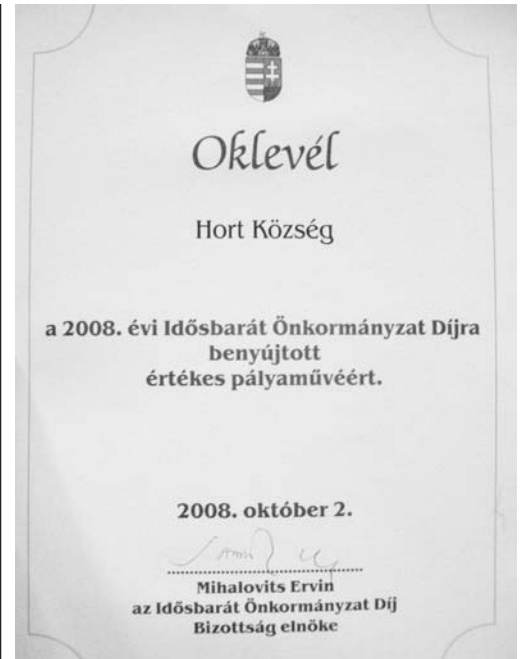 Oklevél
Hort Község
a 2008. évi Idősbarát Önkormányzat Díjra
benyújtott
értékes pályaművéért.
2008. október 2.
Mihalovits Ervin
az Idősbarát Önkormányzat Díj
Bizottság elnöke